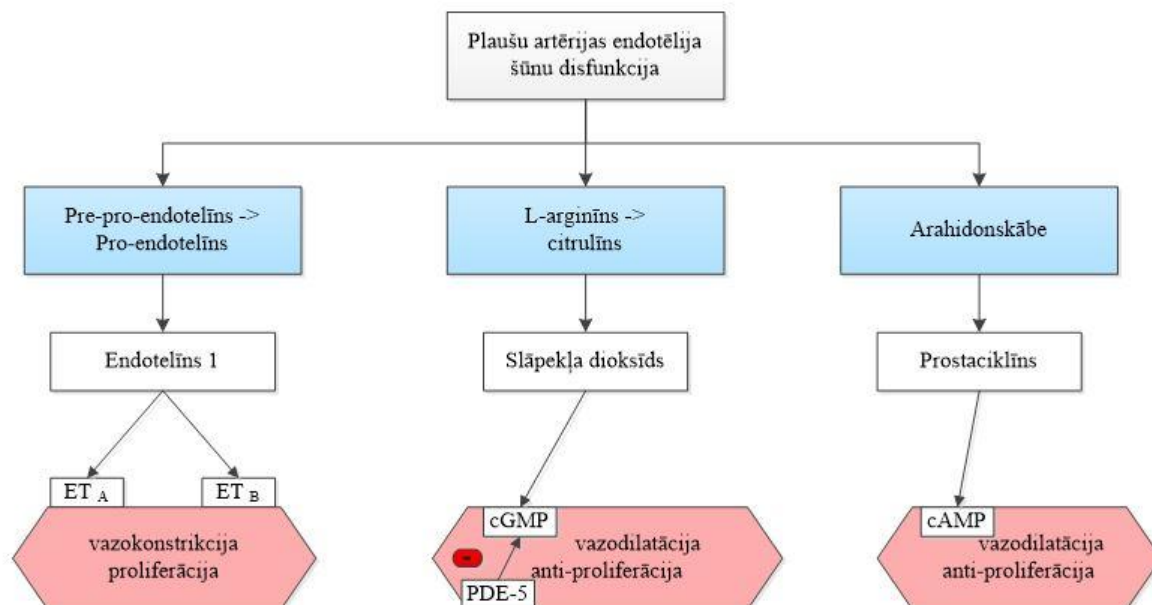 Plaušu artērijas endotēlija
šūnu disfunkcija
Pre-pro-endotelīns ->
Pro-endotelīns
L-arginīns ->
citrulīns
Arahidonskābe
Endotelīns 1
Slāpekļa dioksīds
Prostaciklīns
ET A
ET B
vazokonstrikcija
proliferācija
cGMP
vazodilatācija
anti-proliferācija
-
PDE-5
cAMP
vazodilatācija
anti-proliferācija